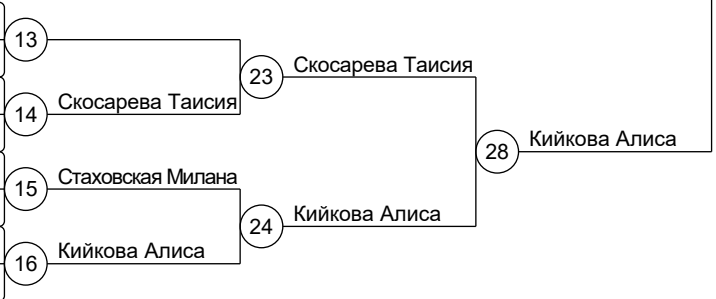 13
23
Скосарева Таисия
14
Скосарева Таисия
28
Кийкова Алиса
15
Стаховская Милана
24
Кийкова Алиса
16
Кийкова Алиса